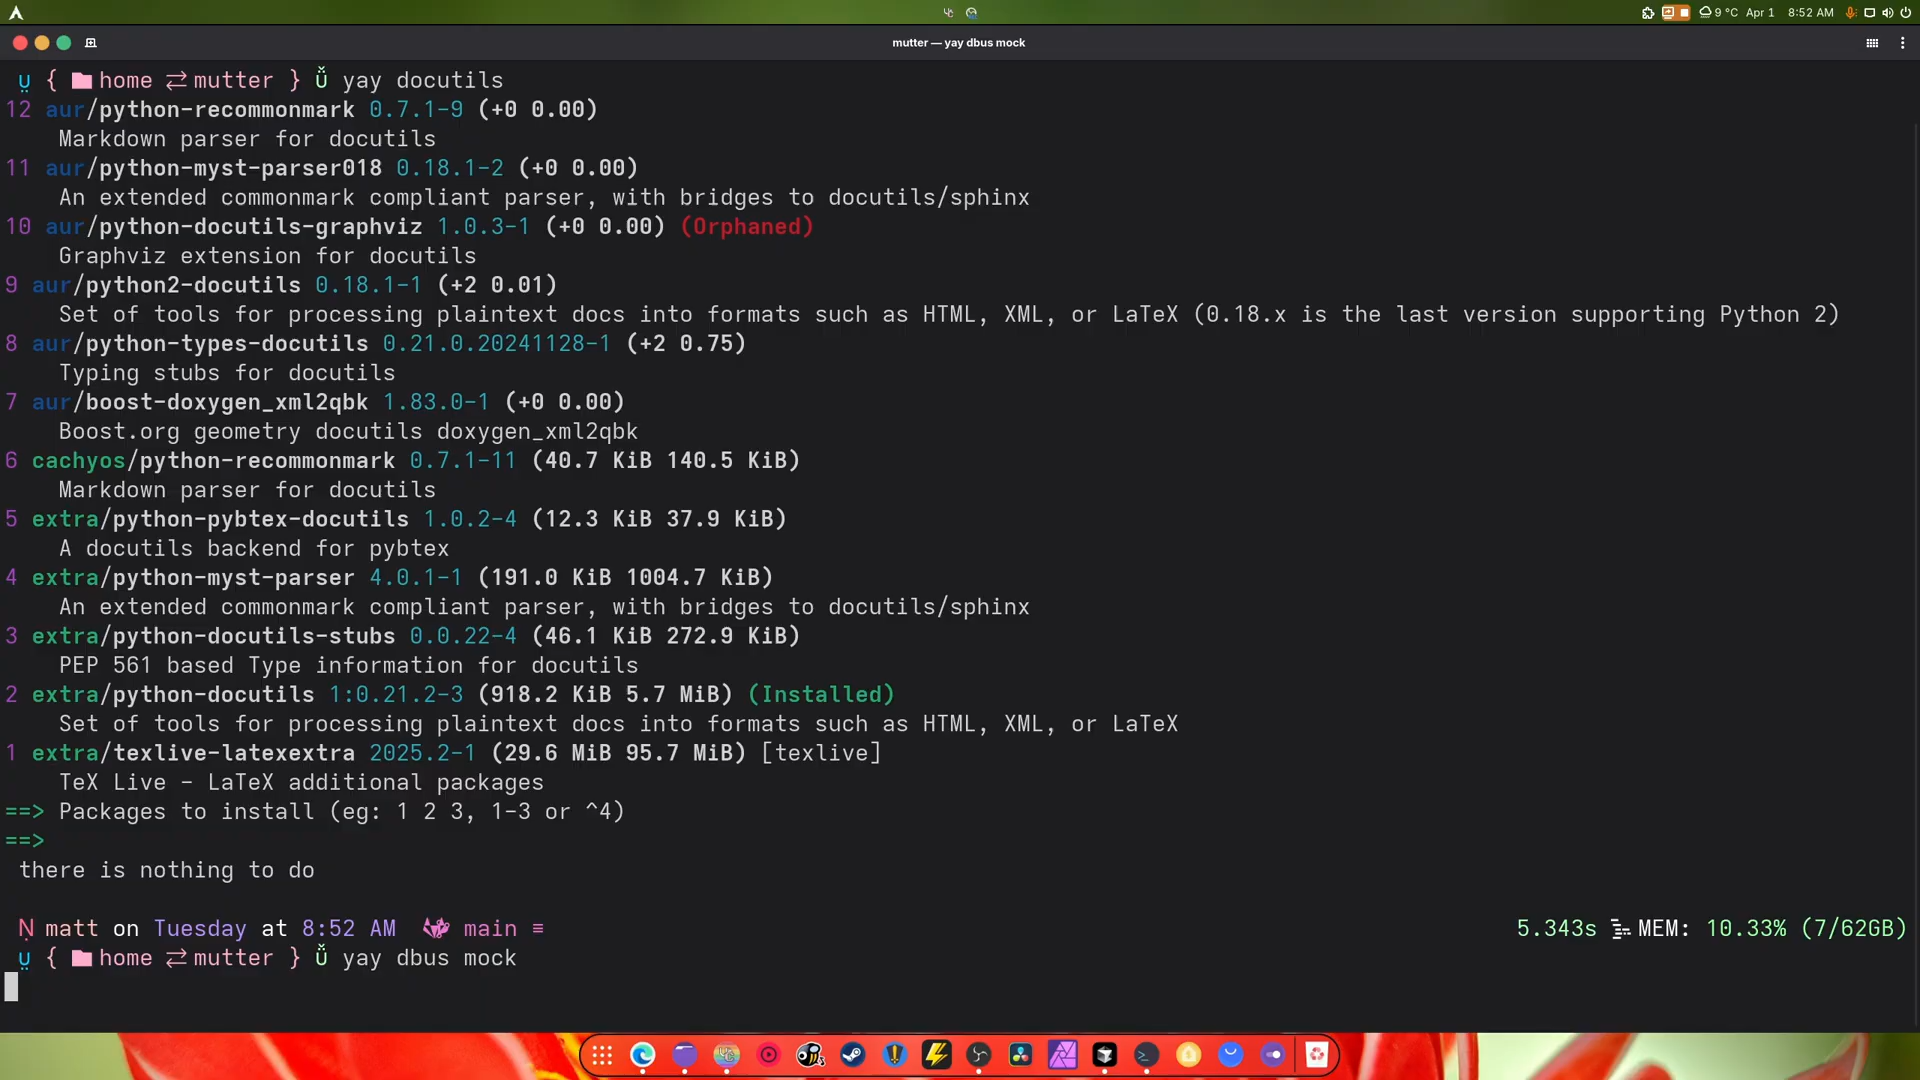 9 °C Apr 1 8:52 AM
mutter — yay dbus mock
{ home ⇄ mutter } yay docutils
12 aur/python-recommonmark 0.7.1-9 (+0 0.00)
Markdown parser for docutils
11 aur/python-myst-parser018 0.18.1-2 (+0 0.00)
An extended commonmark compliant parser, with bridges to docutils/sphinx
10 aur/python-docutils-graphviz 1.0.3-1 (+0 0.00) (Orphaned)
Graphviz extension for docutils
9 aur/python2-docutils 0.18.1-1 (+2 0.01)
Set of tools for processing plaintext docs into formats such as HTML, XML, or LaTeX (0.18.x is the last version supporting Python 2)
8 aur/python-types-docutils 0.21.0.20241128-1 (+2 0.75)
Typing stubs for docutils
7 aur/boost-doxygen_xml2qbk 1.83.0-1 (+0 0.00)
Boost.org geometry docutils doxygen_xml2qbk
6 cachyos/python-recommonmark 0.7.1-11 (40.7 KiB 140.5 KiB)
Markdown parser for docutils
5 extra/python-pybtex-docutils 1.0.2-4 (12.3 KiB 37.9 KiB)
A docutils backend for pybtex
4 extra/python-myst-parser 4.0.1-1 (191.0 KiB 1004.7 KiB)
An extended commonmark compliant parser, with bridges to docutils/sphinx
3 extra/python-docutils-stubs 0.0.22-4 (46.1 KiB 272.9 KiB)
PEP 561 based Type information for docutils
2 extra/python-docutils 1:0.21.2-3 (918.2 KiB 5.7 MiB) (Installed)
Set of tools for processing plaintext docs into formats such as HTML, XML, or LaTeX
1 extra/texlive-latexextra 2025.2-1 (29.6 MiB 95.7 MiB) [texlive]
TeX Live - LaTeX additional packages
==> Packages to install (eg: 1 2 3, 1-3 or ^4)
==>
there is nothing to do
Ṇ matt on Tuesday at 8:52 AM main ≡ 5.343s MEM: 10.33% (7/62GB)
{ home ⇄ mutter } yay dbus mock